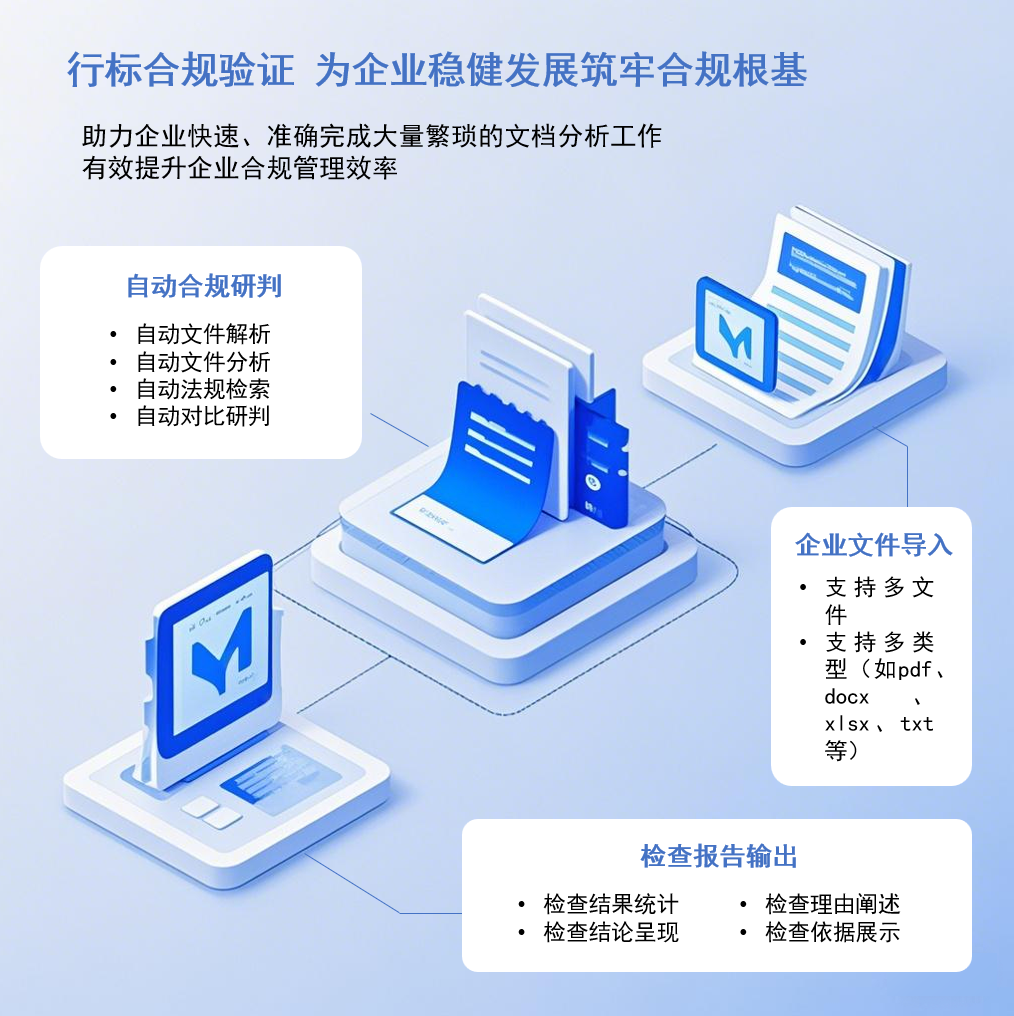 行标合规验证 为企业稳健发展筑牢合规根基
助力企业快速、准确完成大量繁琐的文档分析工作
有效提升企业合规管理效率
自动合规研判
• 自动文件解析
• 自动文件分析
• 自动法规检索
• 自动对比研判
企业文件导入
• 支持多文
件
• 支持多类
型（如pdf、
docx 、
xlsx、txt
等）
检查报告输出
• 检查结果统计
• 检查结论呈现
• 检查理由阐述
• 检查依据展示